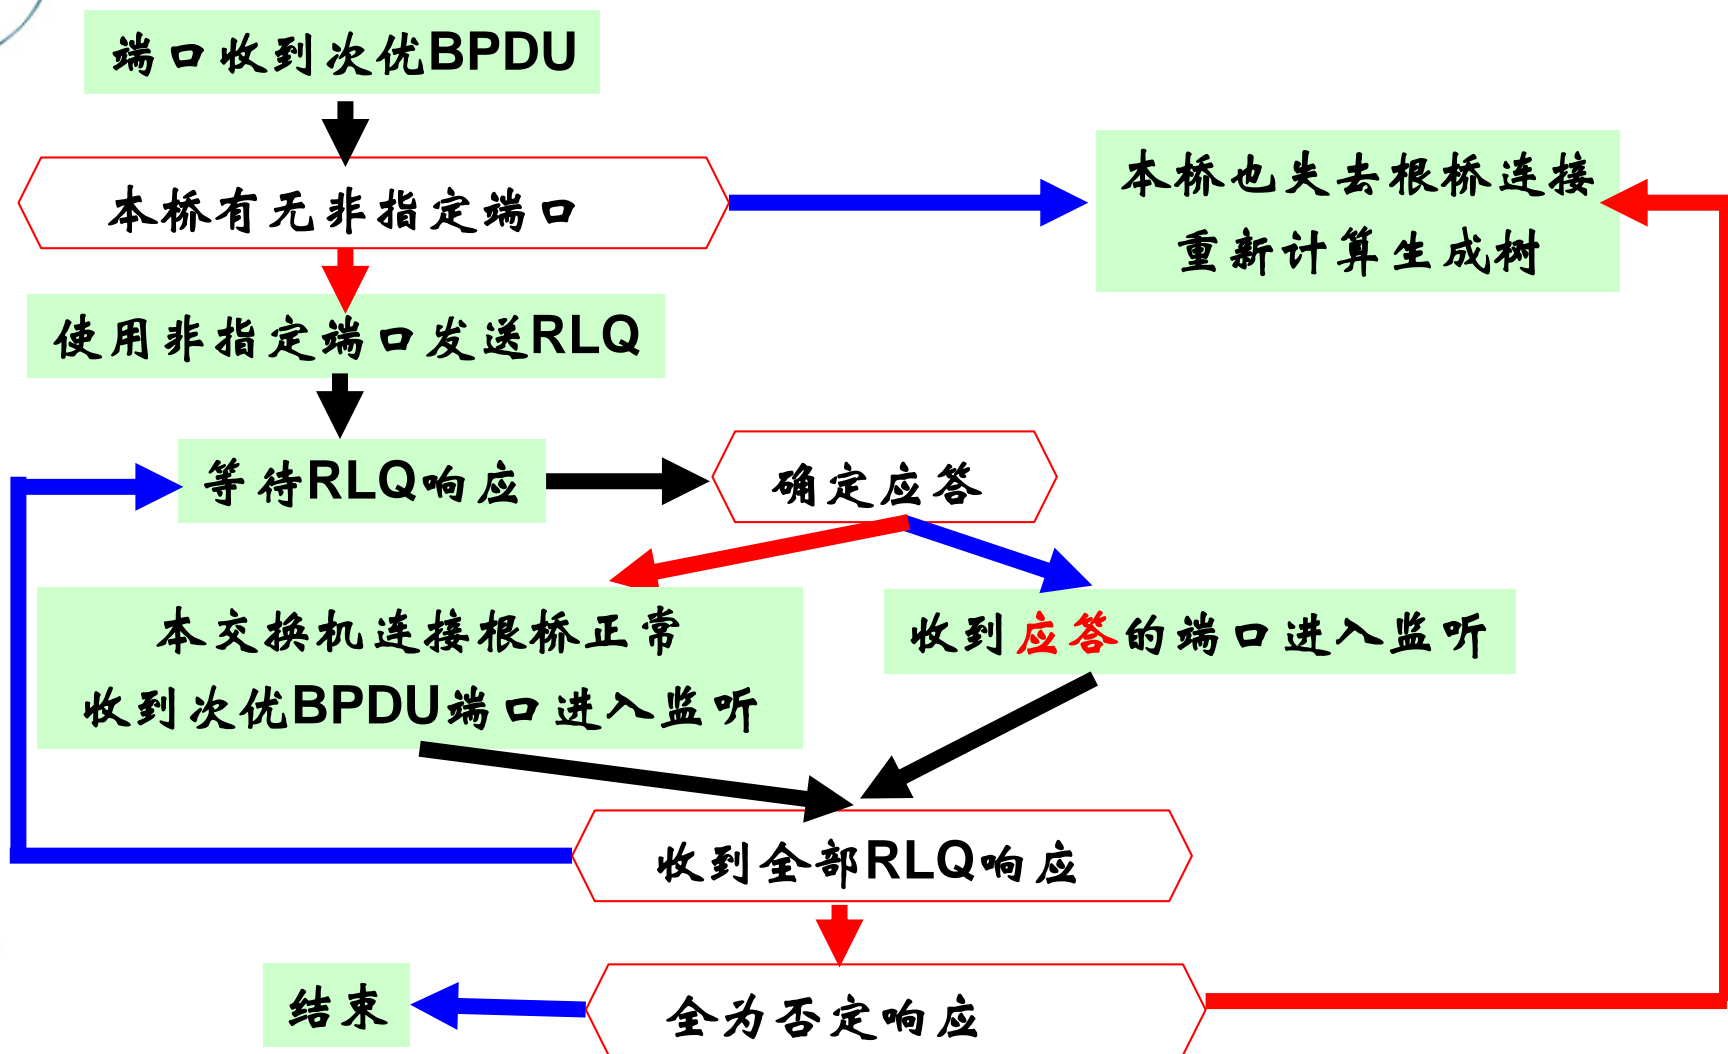 端口收到次优BPDU
本桥有无非指定端口
本桥也失去根桥连接
重新计算生成树
使用非指定端口发送RLQ
等待RLQ响应
确定应答
本交换机连接根桥正常
收到次优BPDU端口进入监听
收到应答的端口进入监听
收到全部RLQ响应
结束
全为否定响应